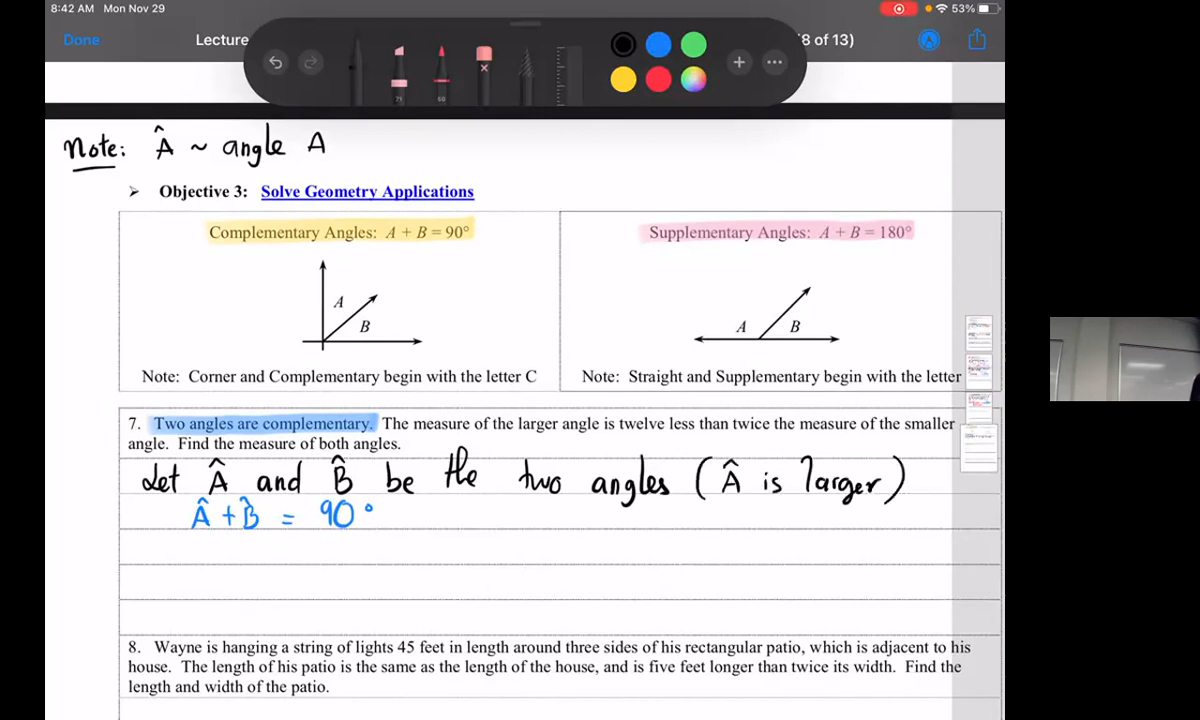 8:42 AM Mon Nov 29
53%
Done
Lecture
(8 of 13)
71
50
Note: Â ~ angle A
➢ Objective 3: Solve Geometry Applications
Complementary Angles: A + B = 90°
Supplementary Angles: A + B = 180°
A
B
A
B
Note: Corner and Complementary begin with the letter C
Note: Straight and Supplementary begin with the letter
7. Two angles are complementary. The measure of the larger angle is twelve less than twice the measure of the smaller
angle. Find the measure of both angles.
Let Â and B̂ be the two angles (Â is larger)
Â + B̂ = 90°
8. Wayne is hanging a string of lights 45 feet in length around three sides of his rectangular patio, which is adjacent to his
house. The length of his patio is the same as the length of the house, and is five feet longer than twice its width. Find the
length and width of the patio.